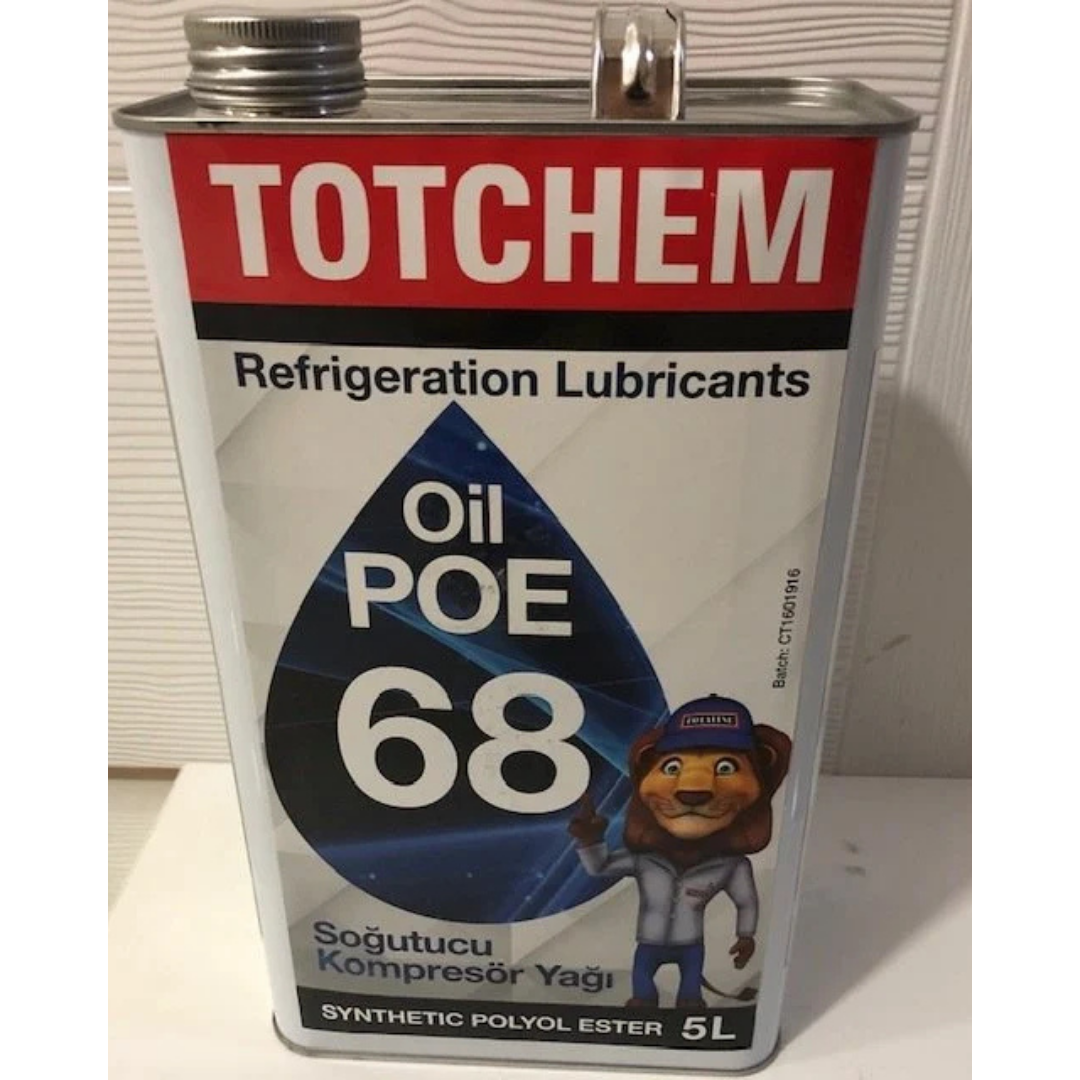 TOTCHEM
Refrigeration Lubricants
Oil
POE
68
Batch: CT1601916
Soğutucu
Kompresör Yağı
SYNTHETIC POLYOL ESTER 5L